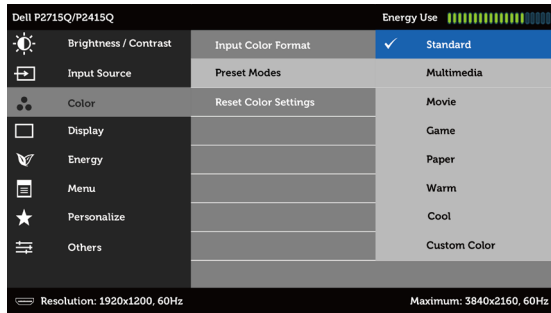 Dell P2715Q/P2415Q Energy Use
Brightness / Contrast Input Color Format Standard
Input Source Preset Modes Multimedia
Color Reset Color Settings Movie
Display Game
Energy Paper
Menu Warm
Personalize Cool
Others Custom Color
Resolution: 1920x1200, 60Hz Maximum: 3840x2160, 60Hz